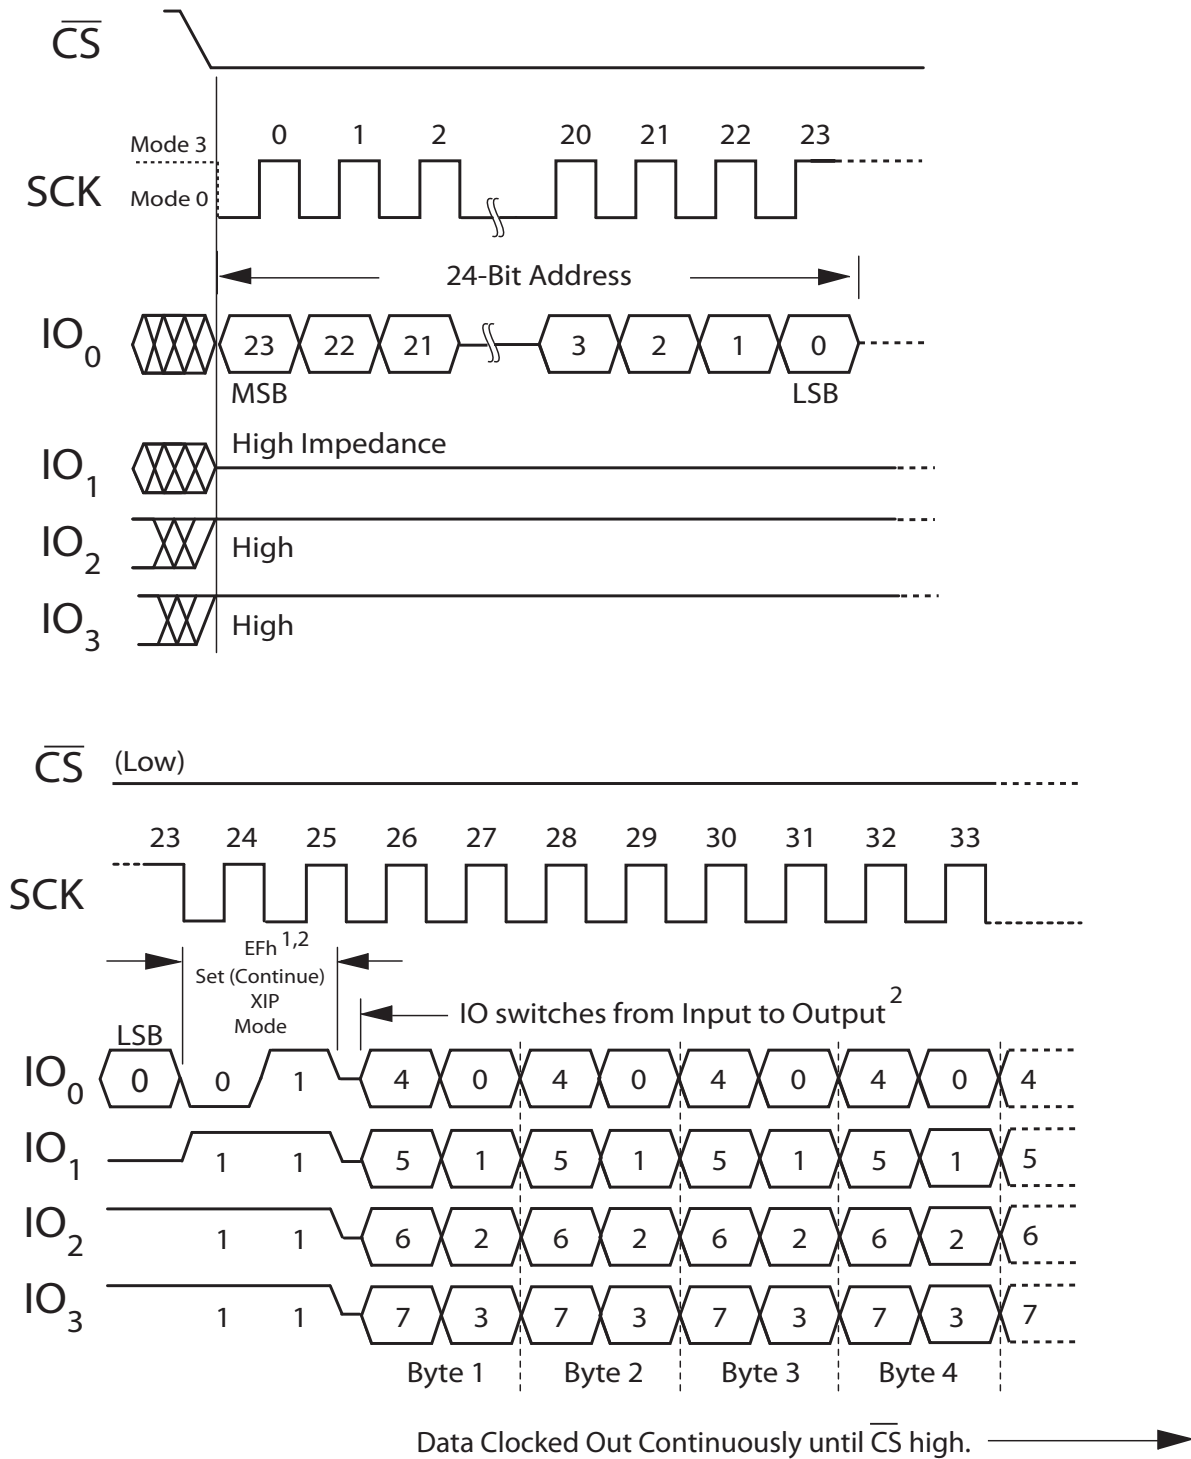 CS
0 1 2 20 21 22 23
Mode 3
SCK
Mode 0
24-Bit Address
IO0
23 22 21 3 2 1 0
MSB LSB
High Impedance
IO1
IO2
High
IO3
High
CS (Low)
23 24 25 26 27 28 29 30 31 32 33
SCK
EFh 1,2
Set (Continue)
XIP
Mode
IO switches from Input to Output 2
LSB
IO0 0 0 1 4 0 4 0 4 0 4 0 4
IO1 1 1 5 1 5 1 5 1 5 1 5
IO2 1 1 6 2 6 2 6 2 6 2 6
IO3 1 1 7 3 7 3 7 3 7 3 7
Byte 1 Byte 2 Byte 3 Byte 4
Data Clocked Out Continuously until CS high.